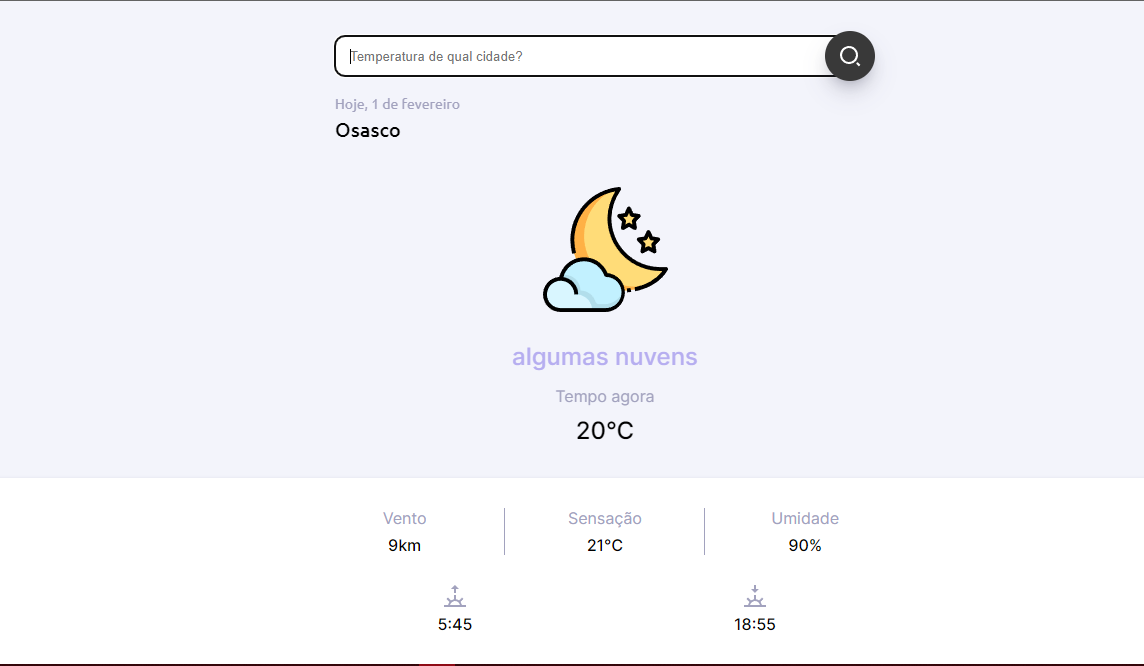 Temperatura de qual cidade?
Hoje, 1 de fevereiro
Osasco
algumas nuvens
Tempo agora
20°C
Vento
9km
Sensação
21°C
Umidade
90%
5:45
18:55